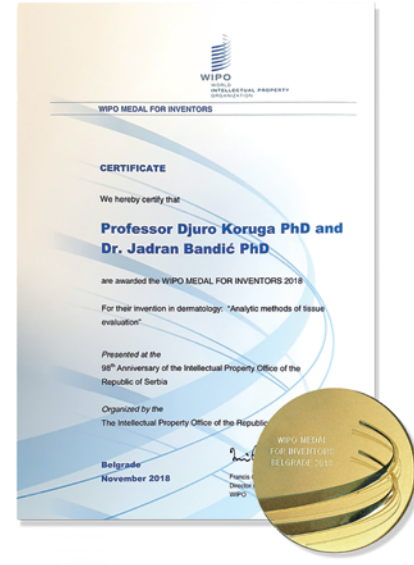 WIPO
WORLD
INTELLECTUAL PROPERTY
ORGANIZATION
WIPO MEDAL FOR INVENTORS
CERTIFICATE
We hereby certify that
Professor Djuro Koruga PhD and
Dr. Jadran Bandić PhD
are awarded the WIPO MEDAL FOR INVENTORS 2018
For their invention in dermatology: "Analytic methods of tissue
evaluation"
Presented at the
98th Anniversary of the Intellectual Property Office of the
Republic of Serbia
Organized by the
The Intellectual Property Office of the Republic
Belgrade
November 2018
Francis
Director
WIPO
WIPO MEDAL
FOR INVENTORS
BELGRADE 2018